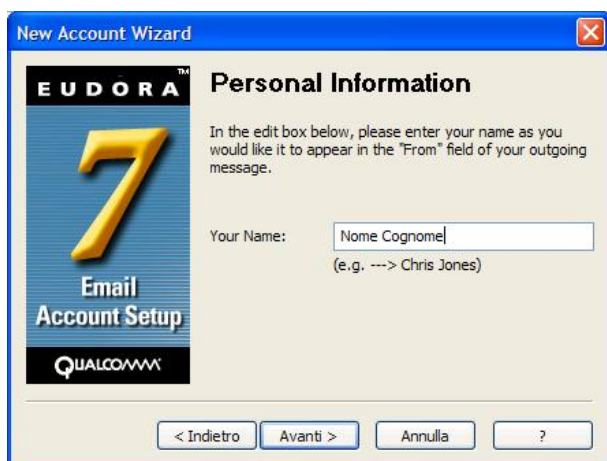 New Account Wizard
EUDORA™
7
Email
Account Setup
QUALCOMM
Personal Information
In the edit box below, please enter your name as you
would like it to appear in the "From" field of your outgoing
message.
Your Name:
Nome Cognome
(e.g. ---> Chris Jones)
< Indietro
Avanti >
Annulla
?